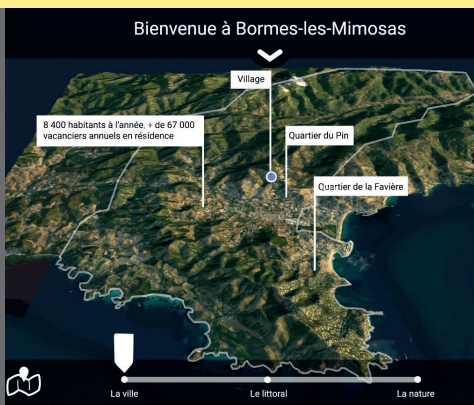 Bienvenue à Bormes-les-Mimosas
Village
8 400 habitants à l'année, + de 67 000
vacanciers annuels en résidence
Quartier du Pin
Quartier de la Favière
La ville
Le littoral
La nature